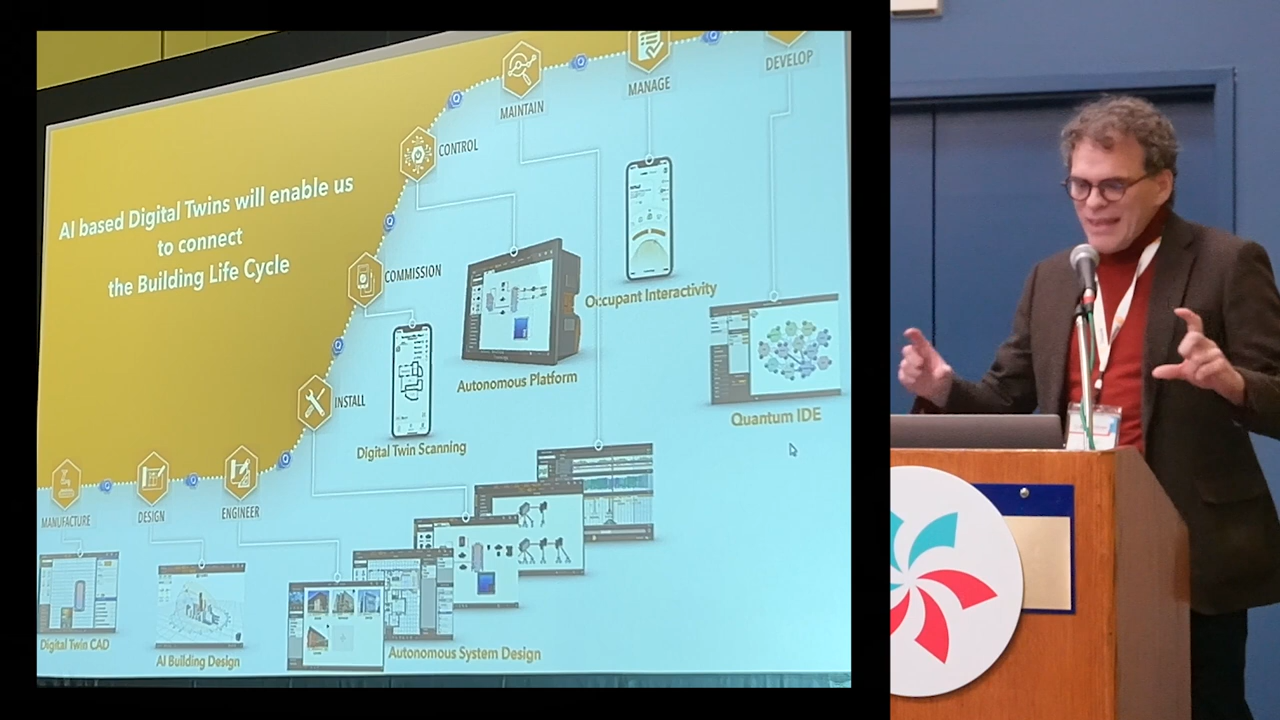 AI based Digital Twins will enable us
to connect
the Building Life Cycle
MANUFACTURE
DESIGN
ENGINEER
INSTALL
COMMISSION
CONTROL
MAINTAIN
MANAGE
DEVELOP
Digital Twin CAD
AI Building Design
Autonomous System Design
Digital Twin Scanning
Autonomous Platform
Occupant Interactivity
Quantum IDE